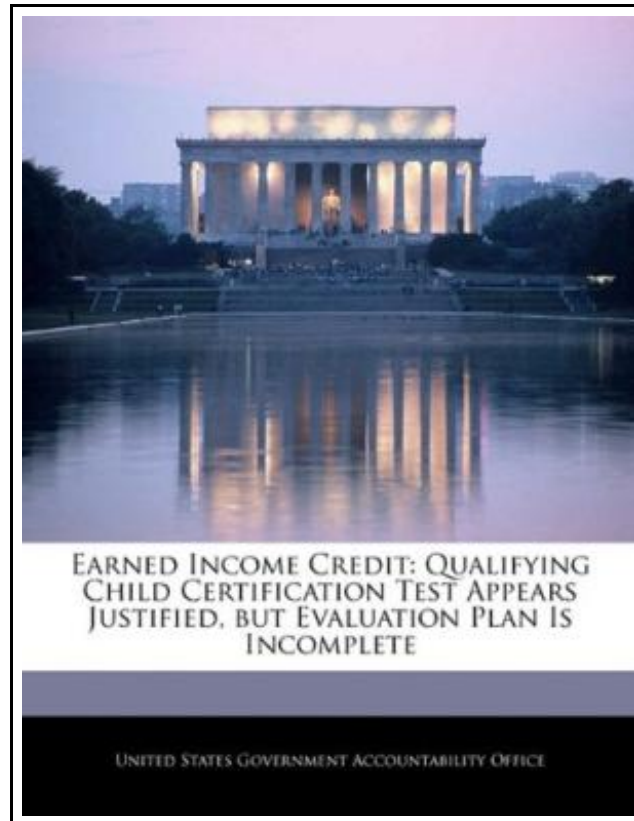 EARNED INCOME CREDIT: QUALIFYING
CHILD CERTIFICATION TEST APPEARS
JUSTIFIED, BUT EVALUATION PLAN IS
INCOMPLETE
UNITED STATES GOVERNMENT ACCOUNTABILITY OFFICE